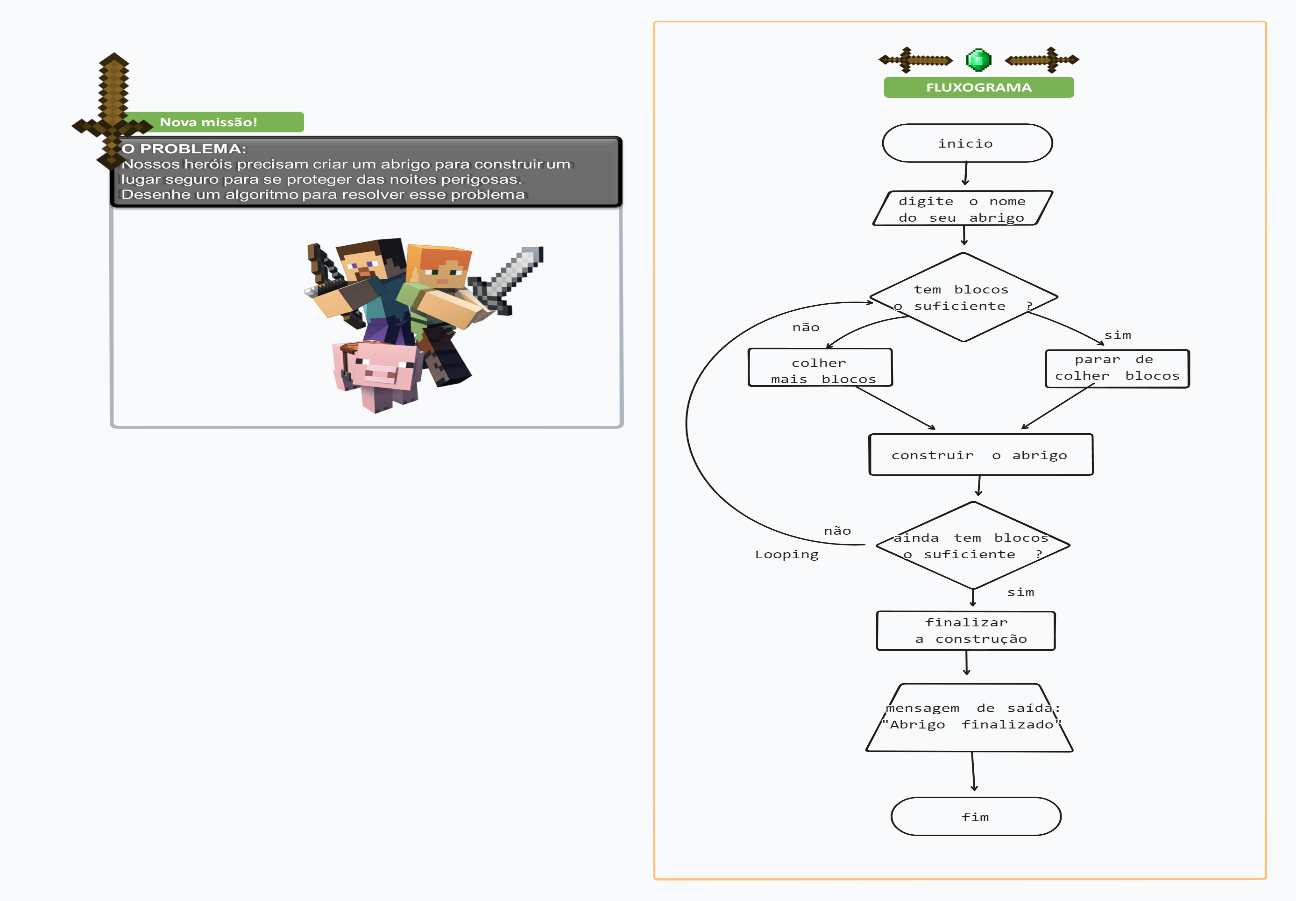 Nova missão!
O PROBLEMA:
Nossos heróis precisam criar um abrigo para construir um
lugar seguro para se proteger das noites perigosas.
Desenhe um algoritmo para resolver esse problema
FLUXOGRAMA
inicio
digite o nome
do seu abrigo
tem blocos
o suficiente ?
não
sim
colher
mais blocos
parar de
colher blocos
construir o abrigo
não
Looping
ainda tem blocos
o suficiente ?
sim
finalizar
a construção
mensagem de saída:
"Abrigo finalizado"
fim